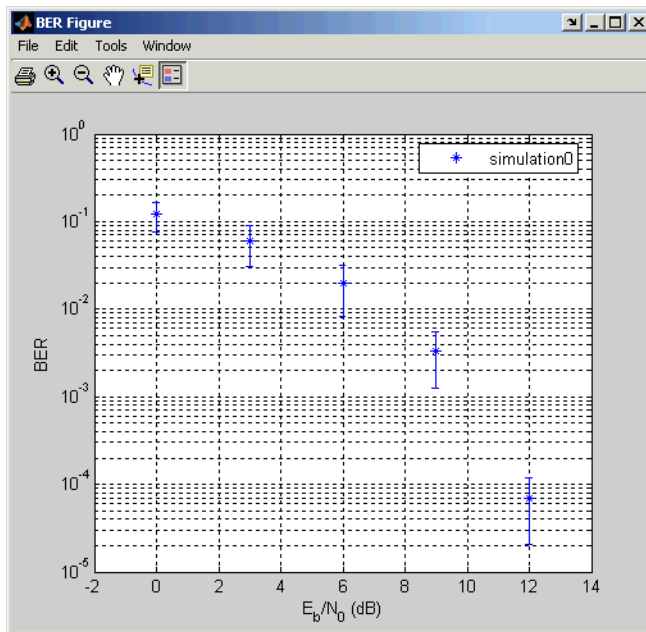 BER Figure
File Edit Tools Window
simulation0
10^0
10^-1
10^-2
10^-3
10^-4
10^-5
BER
-2 0 2 4 6 8 10 12 14
E_b/N_0 (dB)